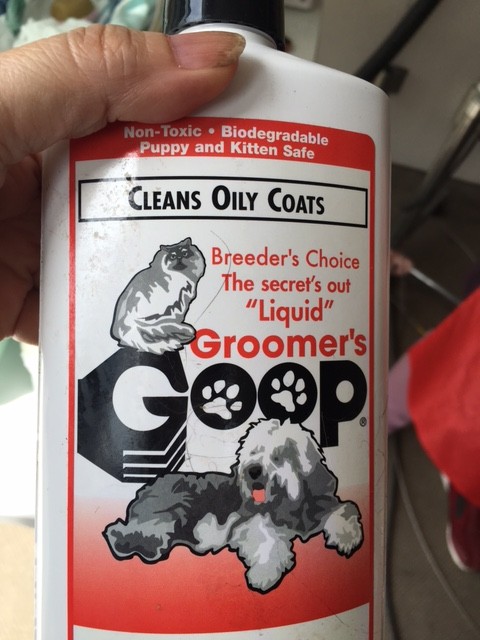 Non-Toxic • Biodegradable
Puppy and Kitten Safe
CLEANS OILY COATS
Breeder's Choice
The secret's out
"Liquid"
Groomer's
GOOP®